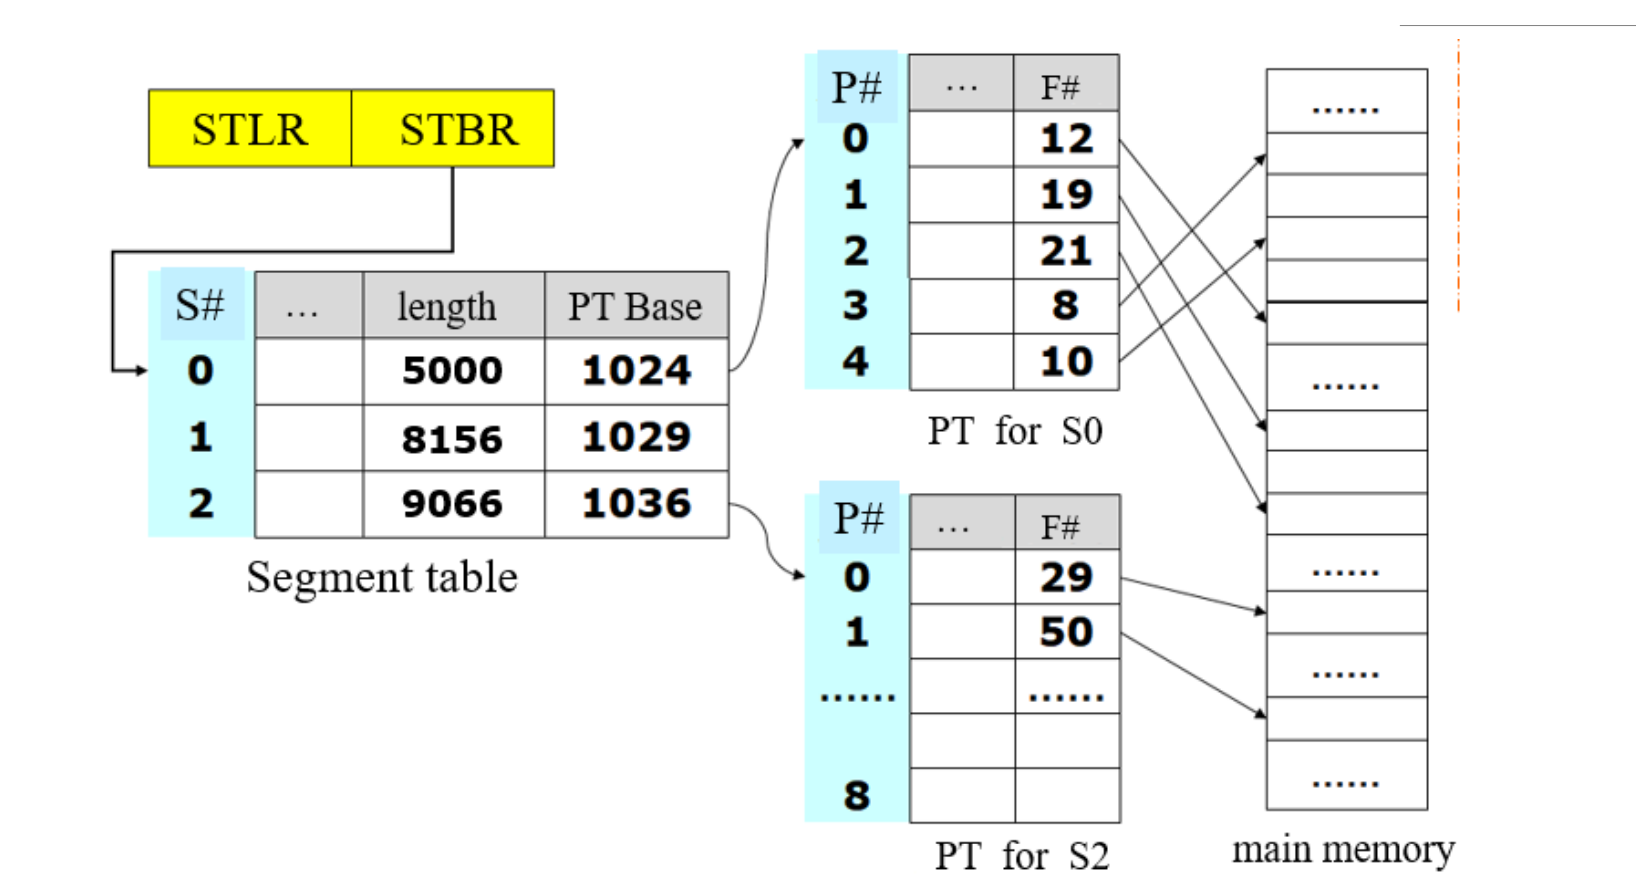 STLR STBR
S# ... length PT Base
0 5000 1024
1 8156 1029
2 9066 1036
Segment table
P# ... F#
0 12
1 19
2 21
3 8
4 10
PT for S0
P# ... F#
0 29
1 50
...... ......
8
PT for S2
......
......
......
......
......
main memory